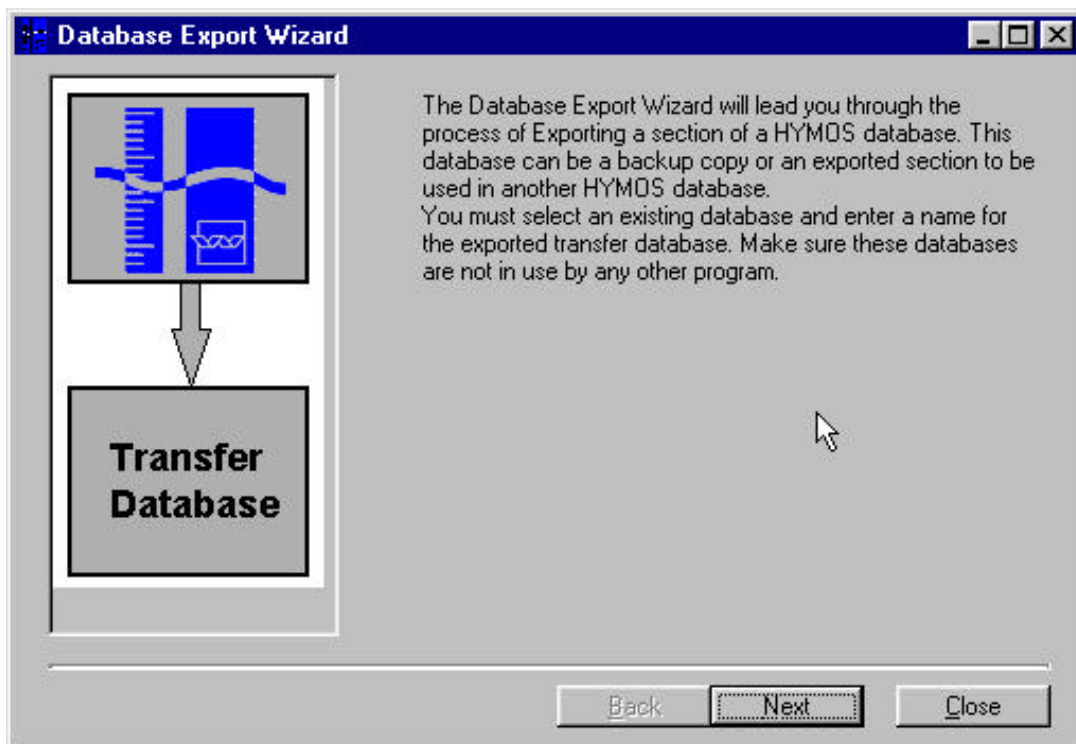 Database Export Wizard
The Database Export Wizard will lead you through the
process of Exporting a section of a HYMOS database. This
database can be a backup copy or an exported section to be
used in another HYMOS database.
You must select an existing database and enter a name for
the exported transfer database. Make sure these databases
are not in use by any other program.
Transfer
Database
Back
Next
Close